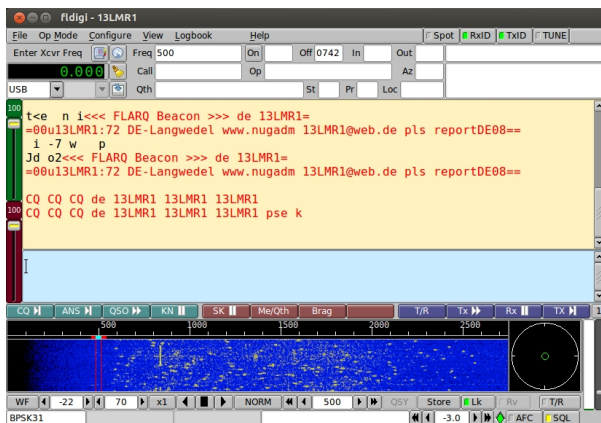 fldigi - 13LMR1
File Op Mode Configure View Logbook Help Spot RxID TxID TUNE
Enter Xcvr Freq Freq 500 On Off 0742 In Out
0.000 Call Op Az
USB Qth St Pr Loc
100
t<e n i<<< FLARQ Beacon >>> de 13LMR1=
=00u13LMR1:72 DE-Langwedel www.nugadm 13LMR1@web.de pls reportDE08==
i -7 w p
Jd o2<<< FLARQ Beacon >>> de 13LMR1=
=00u13LMR1:72 DE-Langwedel www.nugadm 13LMR1@web.de pls reportDE08==
CQ CQ CQ de 13LMR1 13LMR1 13LMR1
100
CQ CQ CQ de 13LMR1 13LMR1 13LMR1 pse k
CQ ANS QSO KN SK Me/Qth Brag T/R Tx Rx TX 1
500 1000 1500 2000 2500
WF -22 70 x1 NORM 500 QSY Store Lk Rv T/R
BPSK31 -3.0 AFC SQL